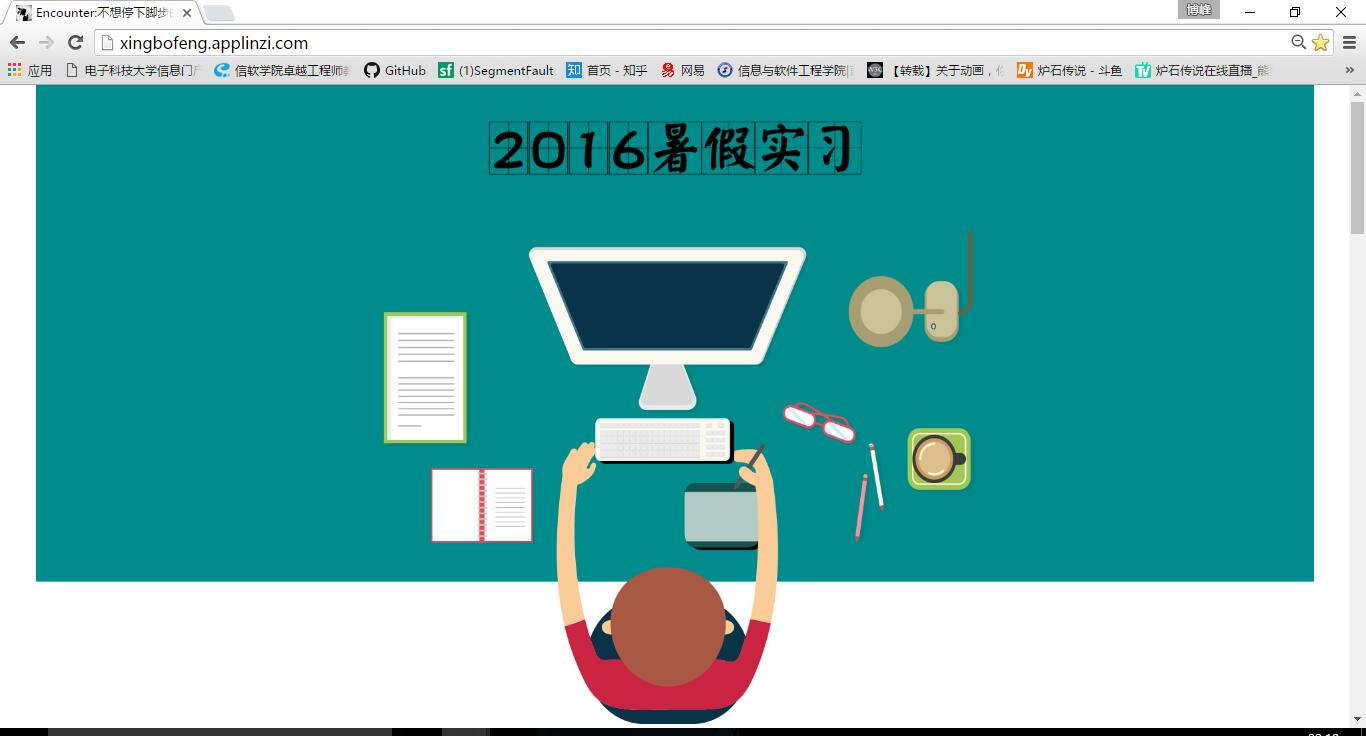 Encounter:不想停下脚步
博峰
xingbofeng.applinzi.com
应用 电子科技大学信息门户 信软学院卓越工程师 GitHub (1)SegmentFault 首页 - 知乎 网易 信息与软件工程学院| 【转载】关于动画， 炉石传说 - 斗鱼 炉石传说在线直播_熊
2016暑假实习